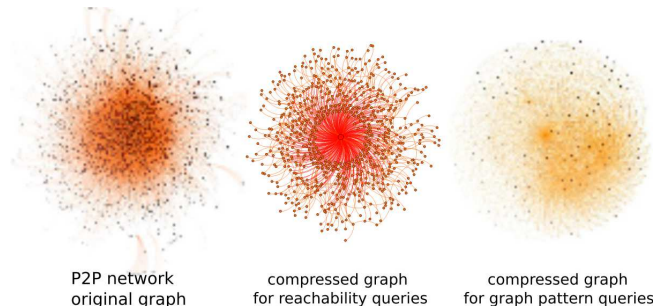 P2P network
original graph
compressed graph
for reachability queries
compressed graph
for graph pattern queries